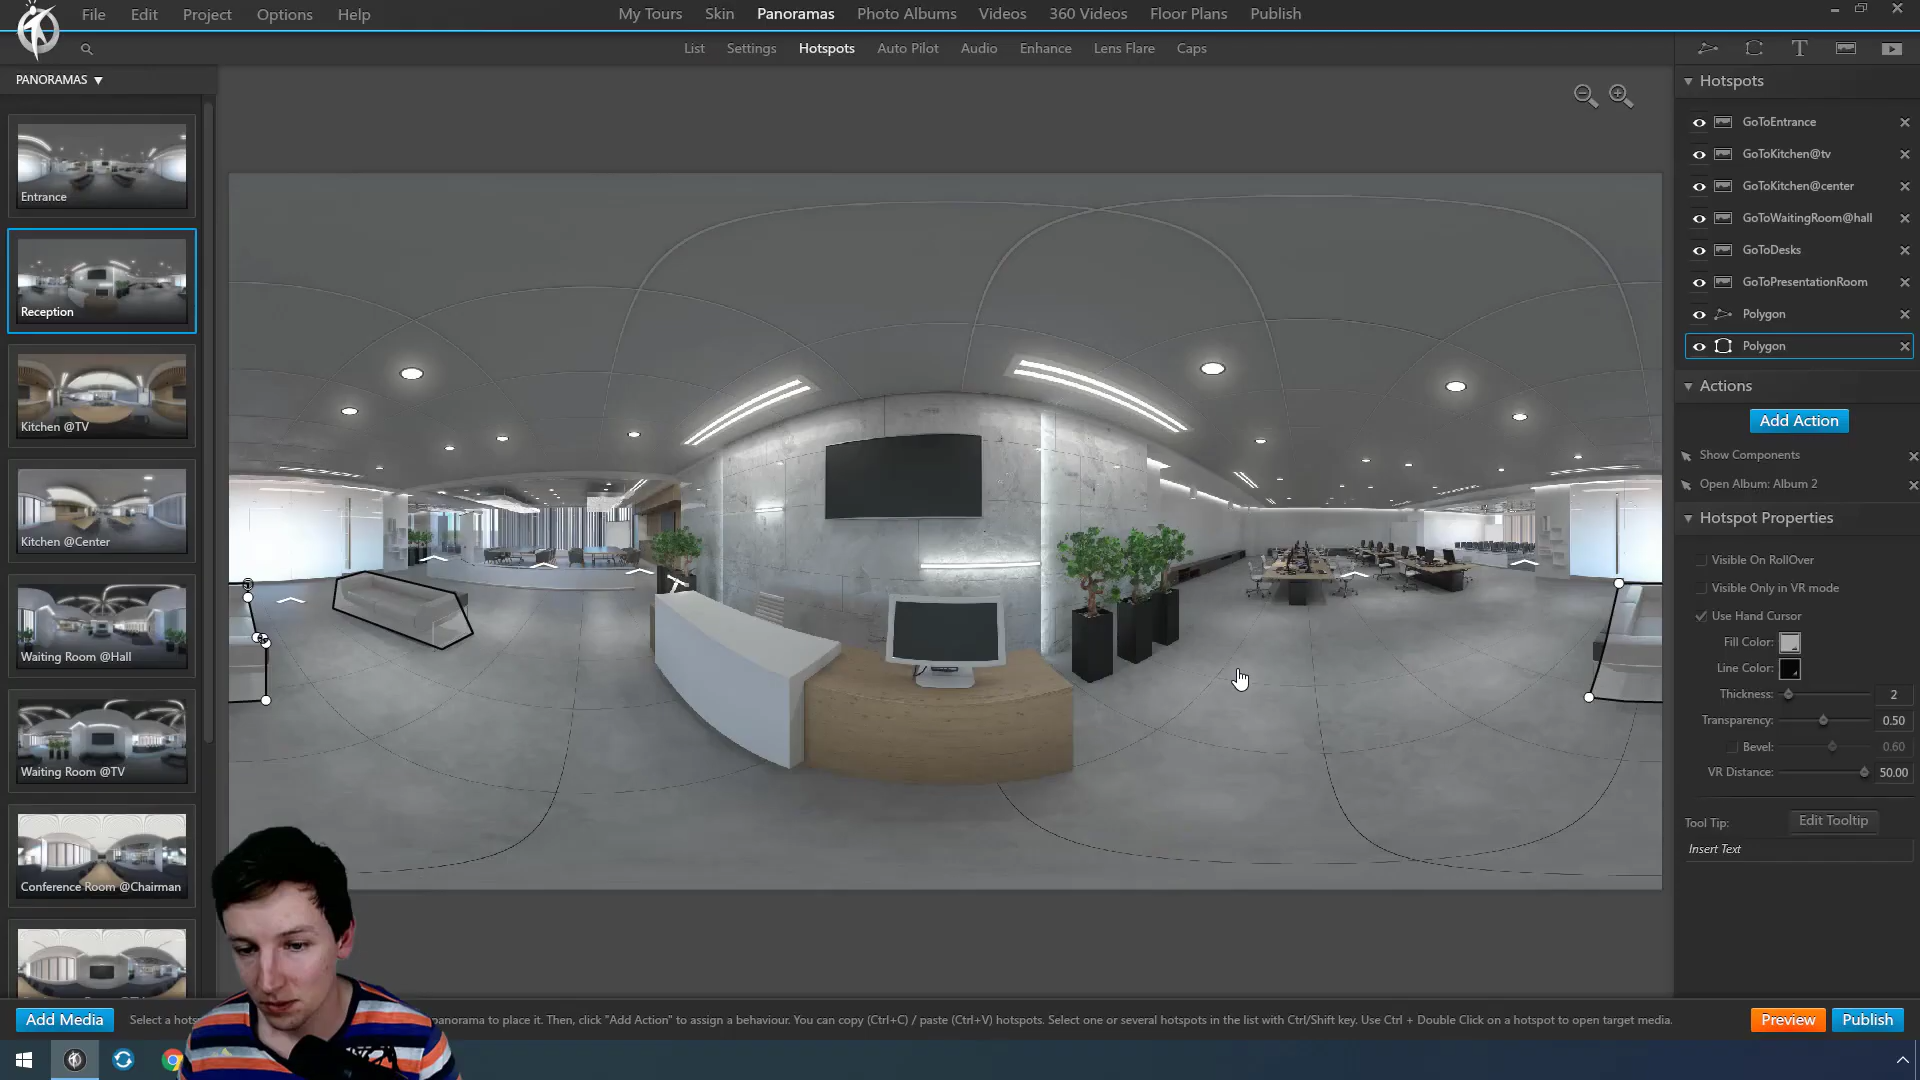 File Edit Project Options Help
My Tours Skin Panoramas Photo Albums Videos 360 Videos Floor Plans Publish
List Settings Hotspots Auto Pilot Audio Enhance Lens Flare Caps
PANORAMAS
Entrance
Reception
Kitchen @TV
Kitchen @Center
Waiting Room @Hall
Waiting Room @TV
Conference Room @Chairman
Hotspots
GoToEntrance
GoToKitchen@tv
GoToKitchen@center
GoToWaitingRoom@hall
GoToDesks
GoToPresentationRoom
Polygon
Polygon
Actions
Add Action
Show Components
Open Album: Album 2
Hotspot Properties
Visible On RollOver
Visible Only in VR mode
Use Hand Cursor
Fill Color:
Line Color:
Thickness: 2
Transparency: 0.50
Bevel: 0.60
VR Distance: 50.00
Tool Tip: Edit Tooltip
Insert Text
Add Media
Select a hots
panorama to place it. Then, click "Add Action" to assign a behaviour. You can copy (Ctrl+C) / paste (Ctrl+V) hotspots. Select one or several hotspots in the list with Ctrl/Shift key. Use Ctrl + Double Click on a hotspot to open target media.
Preview Publish